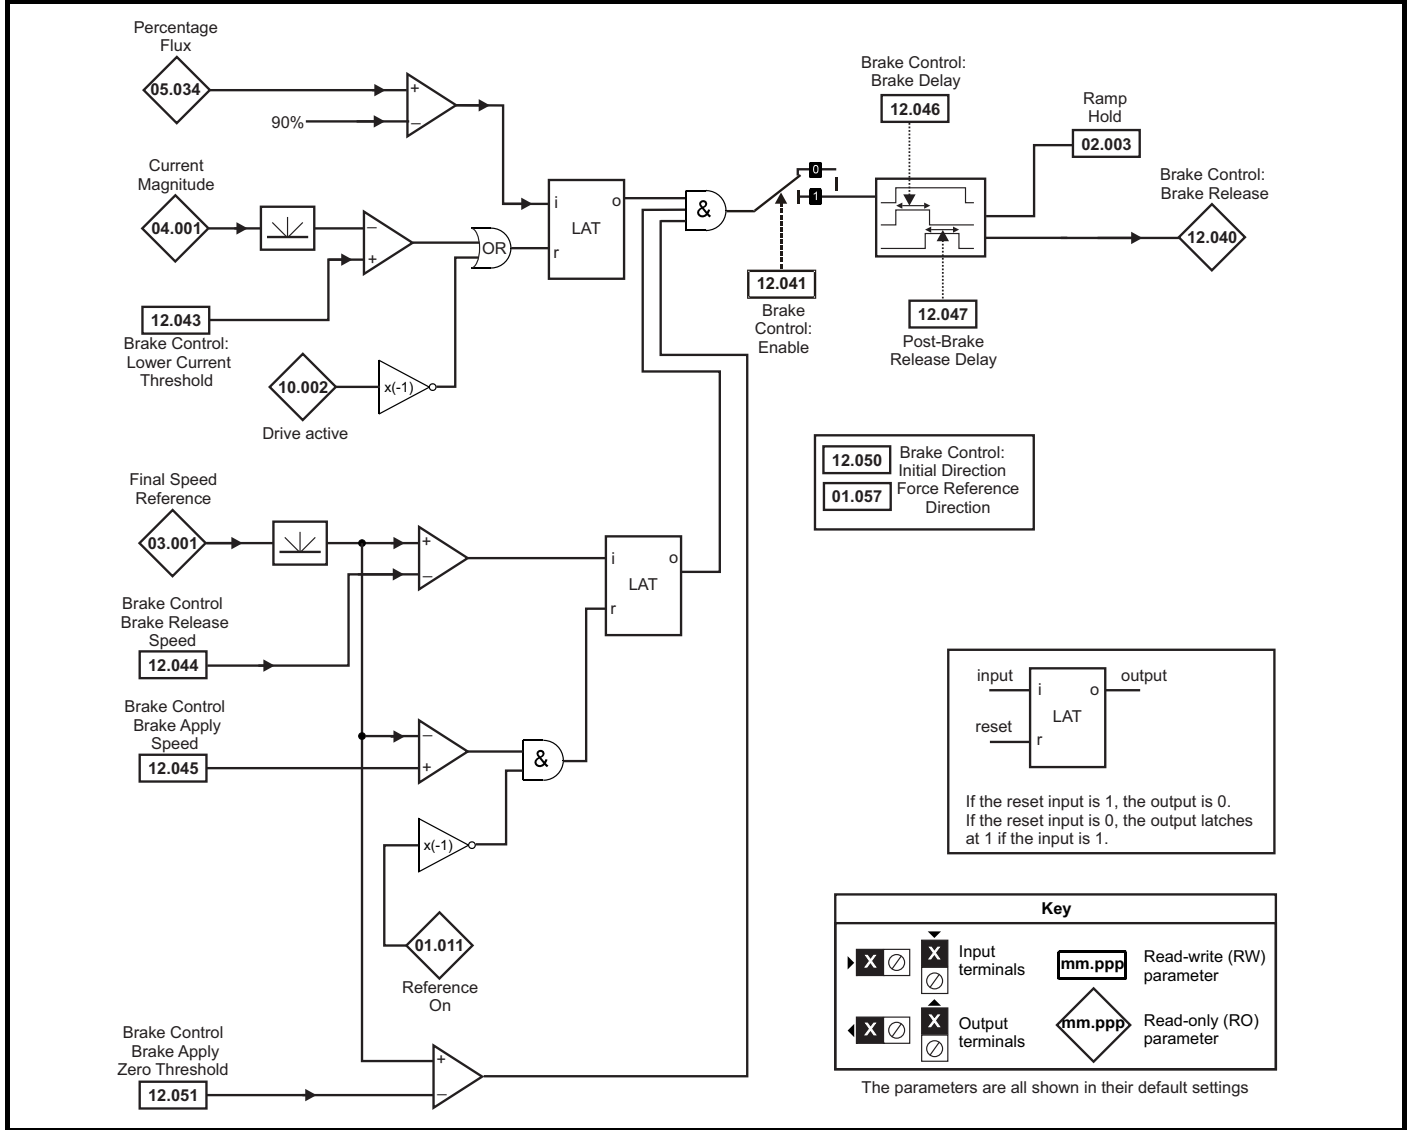 Percentage
Flux
05.034
+
90%
–
Current
Magnitude
04.001
–
+
OR
12.043
Brake Control:
Lower Current
Threshold
10.002
x(-1)
Drive active
i
o
LAT
r
&
0
1
12.041
Brake
Control:
Enable
Brake Control:
Brake Delay
12.046
12.047
Post-Brake
Release Delay
Ramp
Hold
02.003
Brake Control:
Brake Release
12.040
12.050
Brake Control:
Initial Direction
01.057
Force Reference
Direction
Final Speed
Reference
03.001
+
–
Brake Control
Brake Release
Speed
12.044
i
o
LAT
r
Brake Control
Brake Apply
Speed
12.045
–
+
&
x(-1)
01.011
Reference
On
Brake Control
Brake Apply
Zero Threshold
12.051
+
–
input
i
o
output
LAT
reset
r
If the reset input is 1, the output is 0.
If the reset input is 0, the output latches
at 1 if the input is 1.
Key
X
X
Input
terminals
mm.ppp
Read-write (RW)
parameter
X
X
Output
terminals
mm.ppp
Read-only (RO)
parameter
The parameters are all shown in their default settings